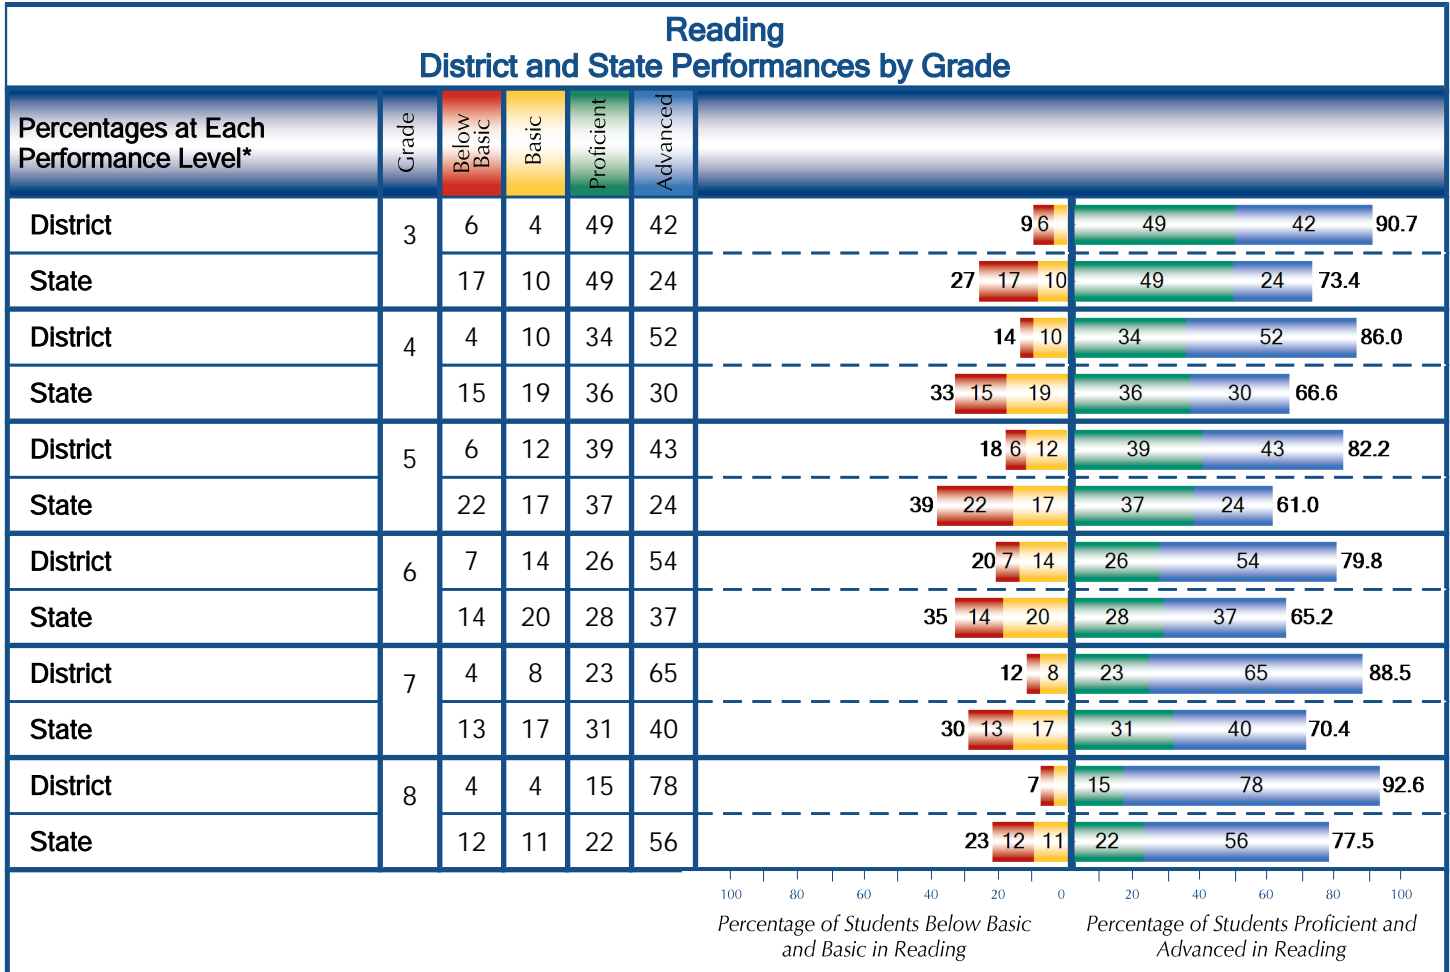 Reading
District and State Performances by Grade
Percentages at Each
Performance Level*
Grade
Below
Basic
Basic
Proficient
Advanced
District 3 6 4 49 42 9 6 49 42 90.7
State 17 10 49 24 27 17 10 49 24 73.4
District 4 4 10 34 52 14 10 34 52 86.0
State 15 19 36 30 33 15 19 36 30 66.6
District 5 6 12 39 43 18 6 12 39 43 82.2
State 22 17 37 24 39 22 17 37 24 61.0
District 6 7 14 26 54 20 7 14 26 54 79.8
State 14 20 28 37 35 14 20 28 37 65.2
District 7 4 8 23 65 12 8 23 65 88.5
State 13 17 31 40 30 13 17 31 40 70.4
District 8 4 4 15 78 7 15 78 92.6
State 12 11 22 56 23 12 11 22 56 77.5
100 80 60 40 20 0 20 40 60 80 100
Percentage of Students Below Basic
and Basic in Reading
Percentage of Students Proficient and
Advanced in Reading